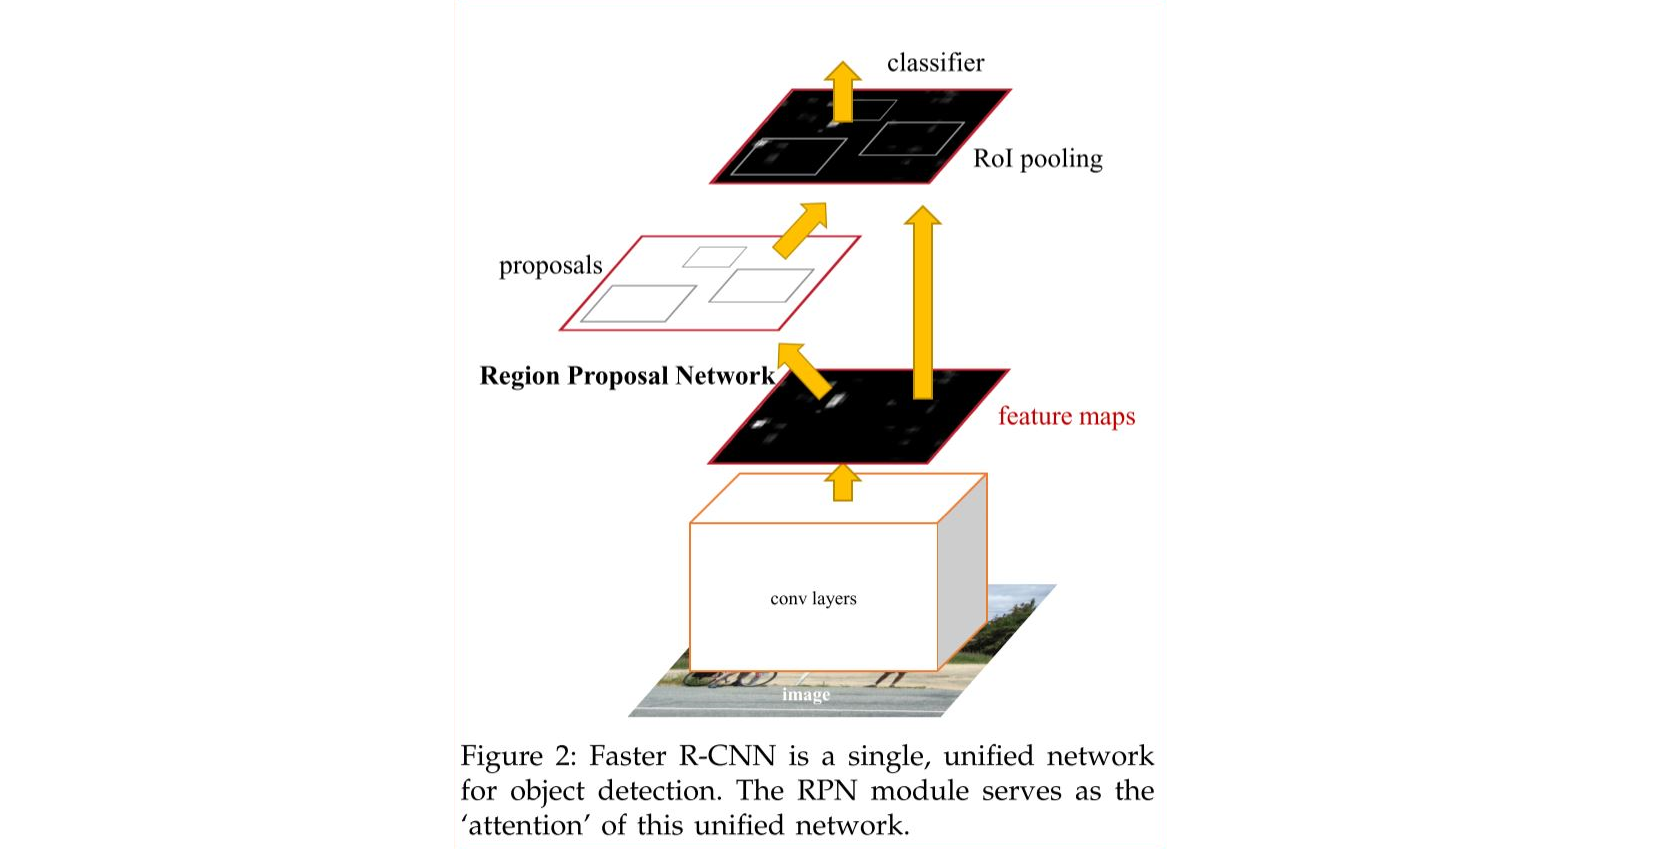 classifier
RoI pooling
proposals
Region Proposal Network
feature maps
conv layers
image
Figure 2: Faster R-CNN is a single, unified network
for object detection. The RPN module serves as the
‘attention’ of this unified network.